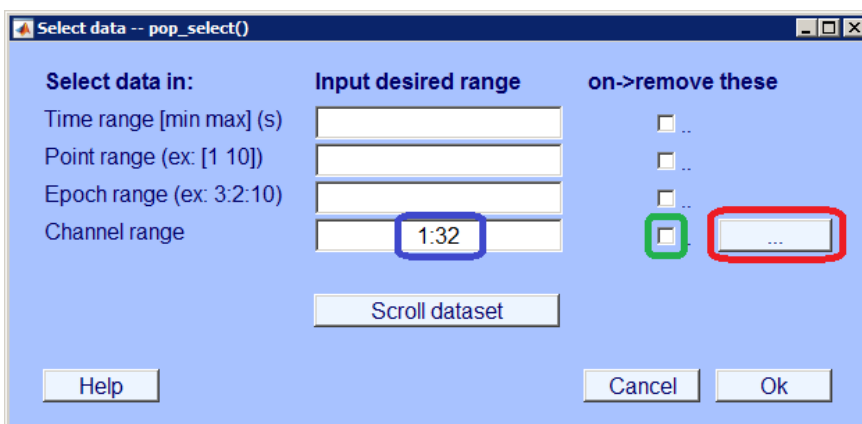 Select data -- pop_select()
Select data in: Input desired range on->remove these
Time range [min max] (s) ..
Point range (ex: [1 10]) ..
Epoch range (ex: 3:2:10) ..
Channel range 1:32 . ...
Scroll dataset
Help Cancel Ok